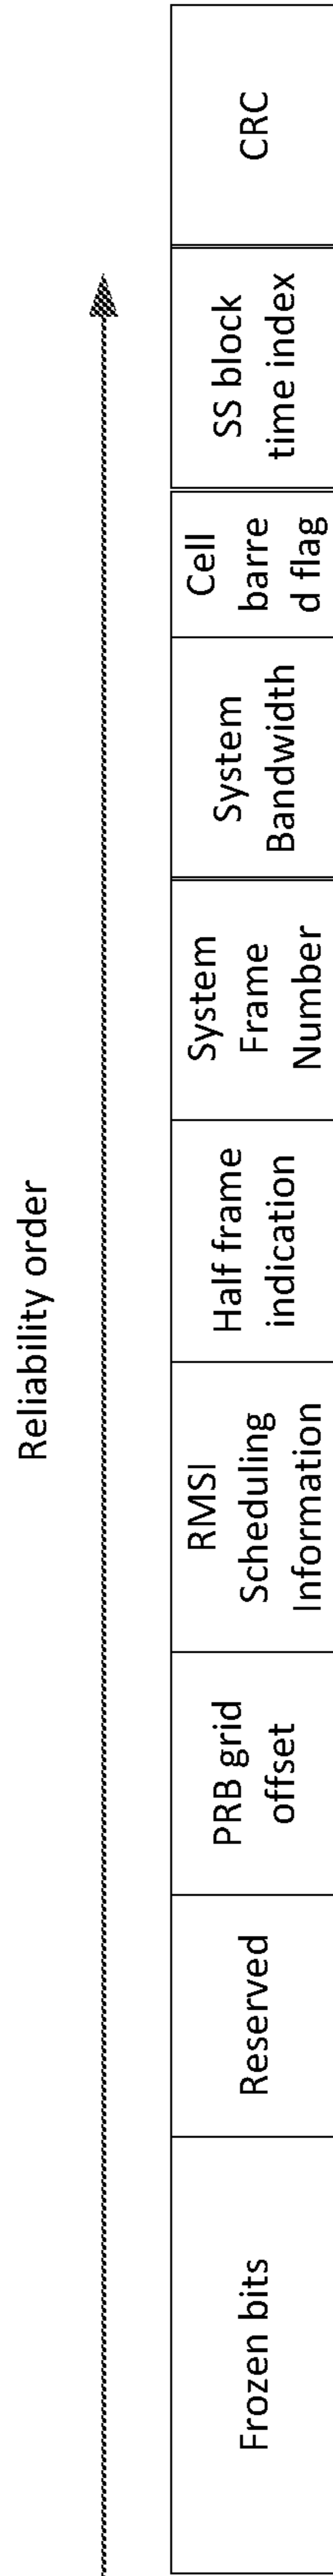 Reliability order
Frozen bits
Reserved
PRB grid
offset
RMSI
Scheduling
Information
Half frame
indication
System
Frame
Number
System
Bandwidth
Cell
barre
d flag
SS block
time index
CRC